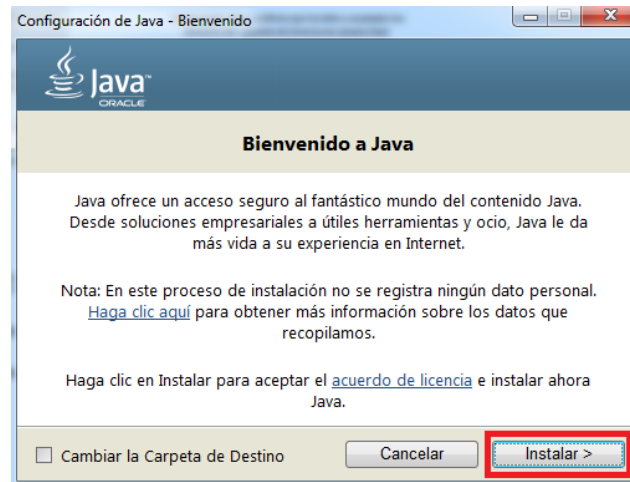 Configuración de Java - Bienvenido
X
Java™
ORACLE
Bienvenido a Java
Java ofrece un acceso seguro al fantástico mundo del contenido Java.
Desde soluciones empresariales a útiles herramientas y ocio, Java le da
más vida a su experiencia en Internet.
Nota: En este proceso de instalación no se registra ningún dato personal.
Haga clic aquí para obtener más información sobre los datos que
recopilamos.
Haga clic en Instalar para aceptar el acuerdo de licencia e instalar ahora
Java.
Cambiar la Carpeta de Destino
Cancelar
Instalar >